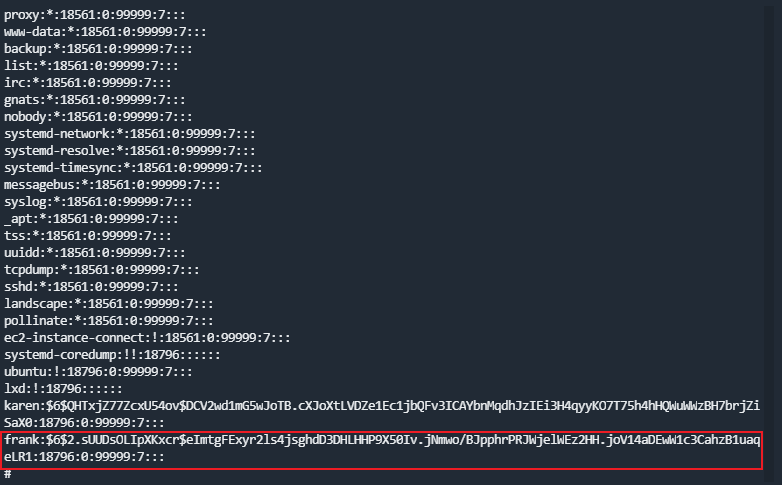 proxy:*:18561:0:99999:7:::
www-data:*:18561:0:99999:7:::
backup:*:18561:0:99999:7:::
list:*:18561:0:99999:7:::
irc:*:18561:0:99999:7:::
gnats:*:18561:0:99999:7:::
nobody:*:18561:0:99999:7:::
systemd-network:*:18561:0:99999:7:::
systemd-resolve:*:18561:0:99999:7:::
systemd-timesync:*:18561:0:99999:7:::
messagebus:*:18561:0:99999:7:::
syslog:*:18561:0:99999:7:::
_apt:*:18561:0:99999:7:::
tss:*:18561:0:99999:7:::
uuidd:*:18561:0:99999:7:::
tcpdump:*:18561:0:99999:7:::
sshd:*:18561:0:99999:7:::
landscape:*:18561:0:99999:7:::
pollinate:*:18561:0:99999:7:::
ec2-instance-connect:!:18561:0:99999:7:::
systemd-coredump:!!:18796::::::
ubuntu:!:18796:0:99999:7:::
lxd:!:18796::::::
karen:$6$QHTxjZ77ZcxU54ov$DCV2wd1mG5wJoTB.cXJoXtLVDZe1Ec1jbQFv3ICAYbnMqdhJzIEi3H4qyyKO7T75h4hHQWuWWzBH7brjZi
SaX0:18796:0:99999:7:::
frank:$6$2.sUUDsOLIpXKxcr$eImtgFExyr2ls4jsghdD3DHLHHP9X50Iv.jNmwo/BJpphrPRJWjelWEz2HH.joV14aDEwW1c3CahzB1uaq
eLR1:18796:0:99999:7:::
#